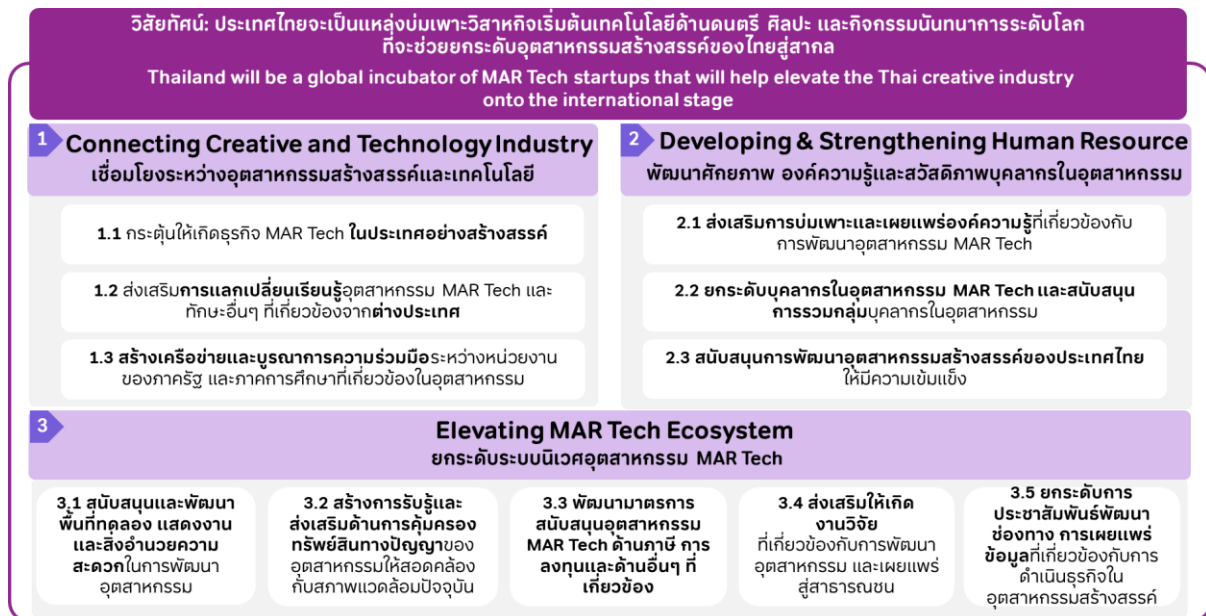 วิสัยทัศน์: ประเทศไทยจะเป็นแหล่งบ่มเพาะวิสาหกิจเริ่มต้นเทคโนโลยีด้านดนตรี ศิลปะ และกิจกรรมนันทนาการระดับโลก
ที่จะช่วยยกระดับอุตสาหกรรมสร้างสรรค์ของไทยสู่สากล
Thailand will be a global incubator of MAR Tech startups that will help elevate the Thai creative industry
onto the international stage
1
Connecting Creative and Technology Industry
เชื่อมโยงระหว่างอุตสาหกรรมสร้างสรรค์และเทคโนโลยี
1.1 กระตุ้นให้เกิดธุรกิจ MAR Tech ในประเทศอย่างสร้างสรรค์
1.2 ส่งเสริมการแลกเปลี่ยนเรียนรู้อุตสาหกรรม MAR Tech และ
ทักษะอื่นๆ ที่เกี่ยวข้องจากต่างประเทศ
1.3 สร้างเครือข่ายและบูรณาการความร่วมมือระหว่างหน่วยงาน
ของภาครัฐ และภาคการศึกษาที่เกี่ยวข้องในอุตสาหกรรม
2
Developing & Strengthening Human Resource
พัฒนาศักยภาพ องค์ความรู้และสวัสดิภาพบุคลากรในอุตสาหกรรม
2.1 ส่งเสริมการบ่มเพาะและเผยแพร่องค์ความรู้ที่เกี่ยวข้องกับ
การพัฒนาอุตสาหกรรม MAR Tech
2.2 ยกระดับบุคลากรในอุตสาหกรรม MAR Tech และสนับสนุน
การรวมกลุ่มบุคลากรในอุตสาหกรรม
2.3 สนับสนุนการพัฒนาอุตสาหกรรมสร้างสรรค์ของประเทศไทย
ให้มีความเข้มแข็ง
3
Elevating MAR Tech Ecosystem
ยกระดับระบบนิเวศอุตสาหกรรม MAR Tech
3.1 สนับสนุนและพัฒนา
พื้นที่ทดลอง แสดงงาน
และสิ่งอำนวยความ
สะดวกในการพัฒนา
อุตสาหกรรม
3.2 สร้างการรับรู้และ
ส่งเสริมด้านการคุ้มครอง
ทรัพย์สินทางปัญญาของ
อุตสาหกรรมให้สอดคล้อง
กับสภาพแวดล้อมปัจจุบัน
3.3 พัฒนามาตรการ
สนับสนุนอุตสาหกรรม
MAR Tech ด้านภาษี การ
ลงทุนและด้านอื่นๆ ที่
เกี่ยวข้อง
3.4 ส่งเสริมให้เกิด
งานวิจัย
ที่เกี่ยวข้องกับการพัฒนา
อุตสาหกรรม และเผยแพร่
สู่สาธารณชน
3.5 ยกระดับการ
ประชาสัมพันธ์พัฒนา
ช่องทาง การเผยแพร่
ข้อมูลที่เกี่ยวข้องกับการ
ดำเนินธุรกิจใน
อุตสาหกรรมสร้างสรรค์